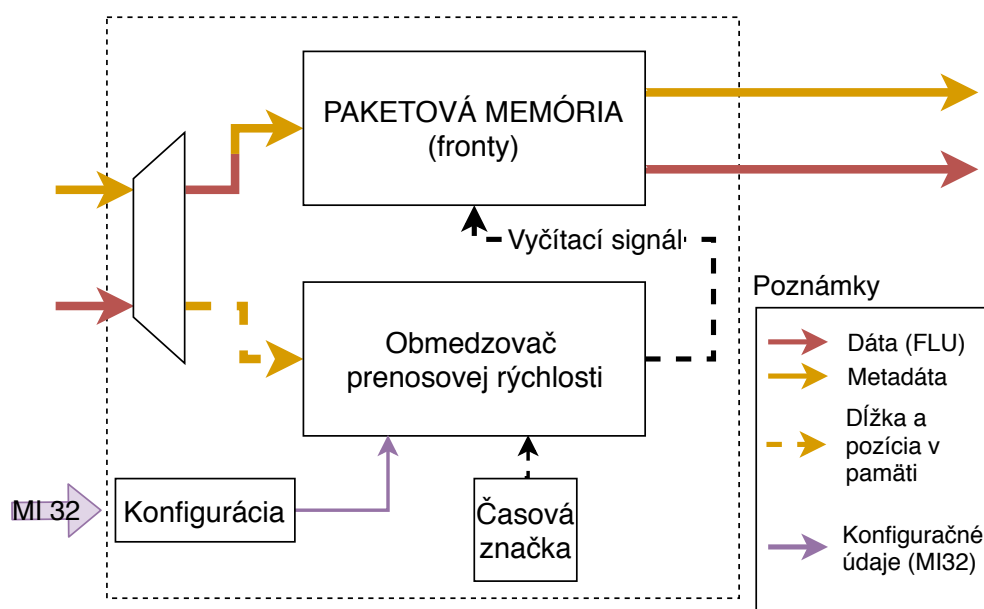 PAKETOVÁ MEMÓRIA
(fronty)
Vyčítací signál
Obmedzovač
prenosovej rýchlosti
MI 32
Konfigurácia
Časová
značka
Poznámky
Dáta (FLU)
Metadáta
Dĺžka a
pozícia v
pamäti
Konfiguračné
údaje (MI32)